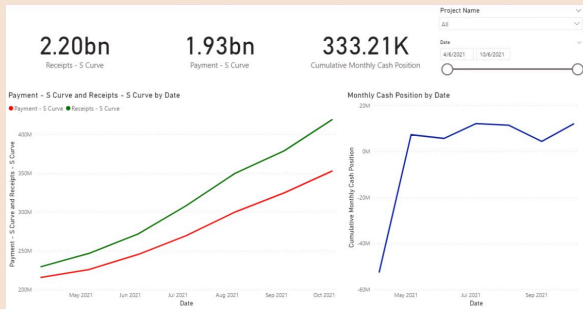 Project Name
All
Date
4/6/2021 10/6/2021
2.20bn
Receipts - S Curve
1.93bn
Payment - S Curve
333.21K
Cumulative Monthly Cash Position
Payment - S Curve and Receipts - S Curve by Date
Payment - S Curve Receipts - S Curve
Payment - S Curve and Receipts - S Curve
400M
350M
300M
250M
200M
May 2021 Jun 2021 Jul 2021 Aug 2021 Sep 2021 Oct 2021
Date
Monthly Cash Position by Date
Cumulative Monthly Cash Position
20M
0M
-20M
-40M
-60M
May 2021 Jul 2021 Sep 2021
Date